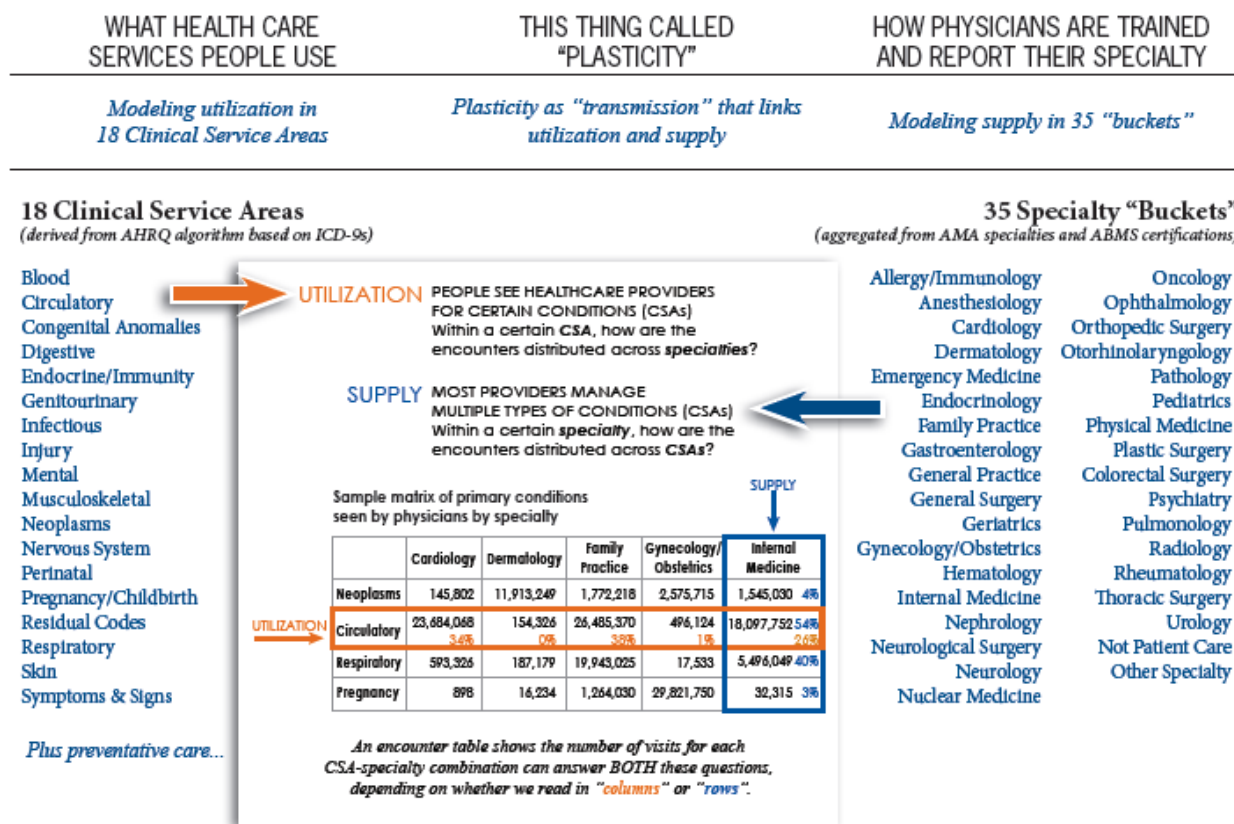 WHAT HEALTH CARE
SERVICES PEOPLE USE
THIS THING CALLED
“PLASTICITY”
HOW PHYSICIANS ARE TRAINED
AND REPORT THEIR SPECIALTY
Modeling utilization in
18 Clinical Service Areas
Plasticity as “transmission” that links
utilization and supply
Modeling supply in 35 “buckets”
18 Clinical Service Areas
(derived from AHRQ algorithm based on ICD-9s)
35 Specialty “Buckets”
(aggregated from AMA specialties and ABMS certifications)
Blood
Circulatory
Congenital Anomalies
Digestive
Endocrine/Immunity
Genitourinary
Infectious
Injury
Mental
Musculoskeletal
Neoplasms
Nervous System
Perinatal
Pregnancy/Childbirth
Residual Codes
Respiratory
Skin
Symptoms & Signs
Plus preventative care...
UTILIZATION PEOPLE SEE HEALTHCARE PROVIDERS
FOR CERTAIN CONDITIONS (CSAs)
Within a certain CSA, how are the
encounters distributed across specialties?
SUPPLY MOST PROVIDERS MANAGE
MULTIPLE TYPES OF CONDITIONS (CSAs)
Within a certain specialty, how are the
encounters distributed across CSAs?
Sample matrix of primary conditions
seen by physicians by specialty
SUPPLY
Cardiology Dermatology Family Practice Gynecology/ Obstetrics Internal Medicine
Neoplasms 145,802 11,913,249 1,772,218 2,575,715 1,545,030 4%
UTILIZATION
Circulatory 23,684,068 154,326 26,485,370 496,124 18,097,752 54%
34% 0% 38% 1% 26%
Respiratory 593,326 187,179 19,943,025 17,533 5,496,049 40%
Pregnancy 898 16,234 1,264,030 29,821,750 32,315 3%
An encounter table shows the number of visits for each
CSA-specialty combination can answer BOTH these questions,
depending on whether we read in "columns" or "rows".
Allergy/Immunology
Anesthesiology
Cardiology
Dermatology
Emergency Medicine
Endocrinology
Family Practice
Gastroenterology
General Practice
General Surgery
Geriatrics
Gynecology/Obstetrics
Hematology
Internal Medicine
Nephrology
Neurological Surgery
Neurology
Nuclear Medicine
Oncology
Ophthalmology
Orthopedic Surgery
Otorhinolaryngology
Pathology
Pediatrics
Physical Medicine
Plastic Surgery
Colorectal Surgery
Psychiatry
Pulmonology
Radiology
Rheumatology
Thoracic Surgery
Urology
Not Patient Care
Other Specialty